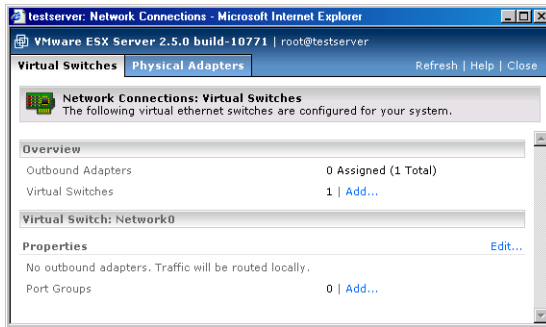 testserver: Network Connections - Microsoft Internet Explorer
VMware ESX Server 2.5.0 build-10771 | root@testserver
Virtual Switches Physical Adapters Refresh | Help | Close
Network Connections: Virtual Switches
The following virtual ethernet switches are configured for your system.
Overview
Outbound Adapters 0 Assigned (1 Total)
Virtual Switches 1 | Add...
Virtual Switch: Network0
Properties Edit...
No outbound adapters. Traffic will be routed locally.
Port Groups 0 | Add...